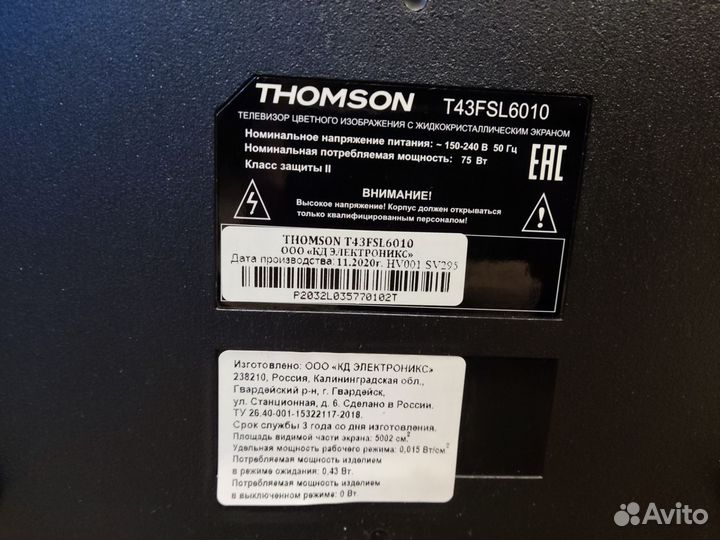 THOMSON T43FSL6010
ТЕЛЕВИЗОР ЦВЕТНОГО ИЗОБРАЖЕНИЯ С ЖИДКОКРИСТАЛЛИЧЕСКИМ ЭКРАНОМ
Номинальное напряжение питания: ~ 150-240 В 50 Гц
Номинальная потребляемая мощность: 75 Вт
Класс защиты II
EAC
ВНИМАНИЕ!
Высокое напряжение! Корпус должен открываться
только квалифицированным персоналом!
THOMSON T43FSL6010
ООО «КД ЭЛЕКТРОНИКС»
Дата производства: 11.2020г. HV001 SV295
P2032L035770102T
Изготовлено: ООО «КД ЭЛЕКТРОНИКС»
238210, Россия, Калининградская обл.,
Гвардейский р-н, г. Гвардейск,
ул. Станционная, д. 6. Сделано в России.
ТУ 26.40-001-15322117-2018.
Срок службы 3 года со дня изготовления.
Площадь видимой части экрана: 5002 см²
Удельная мощность рабочего режима: 0,015 Вт/см²
Потребляемая мощность изделием
в режиме ожидания: 0,43 Вт.
Потребляемая мощность изделием
в выключенном режиме: 0 Вт
Avito